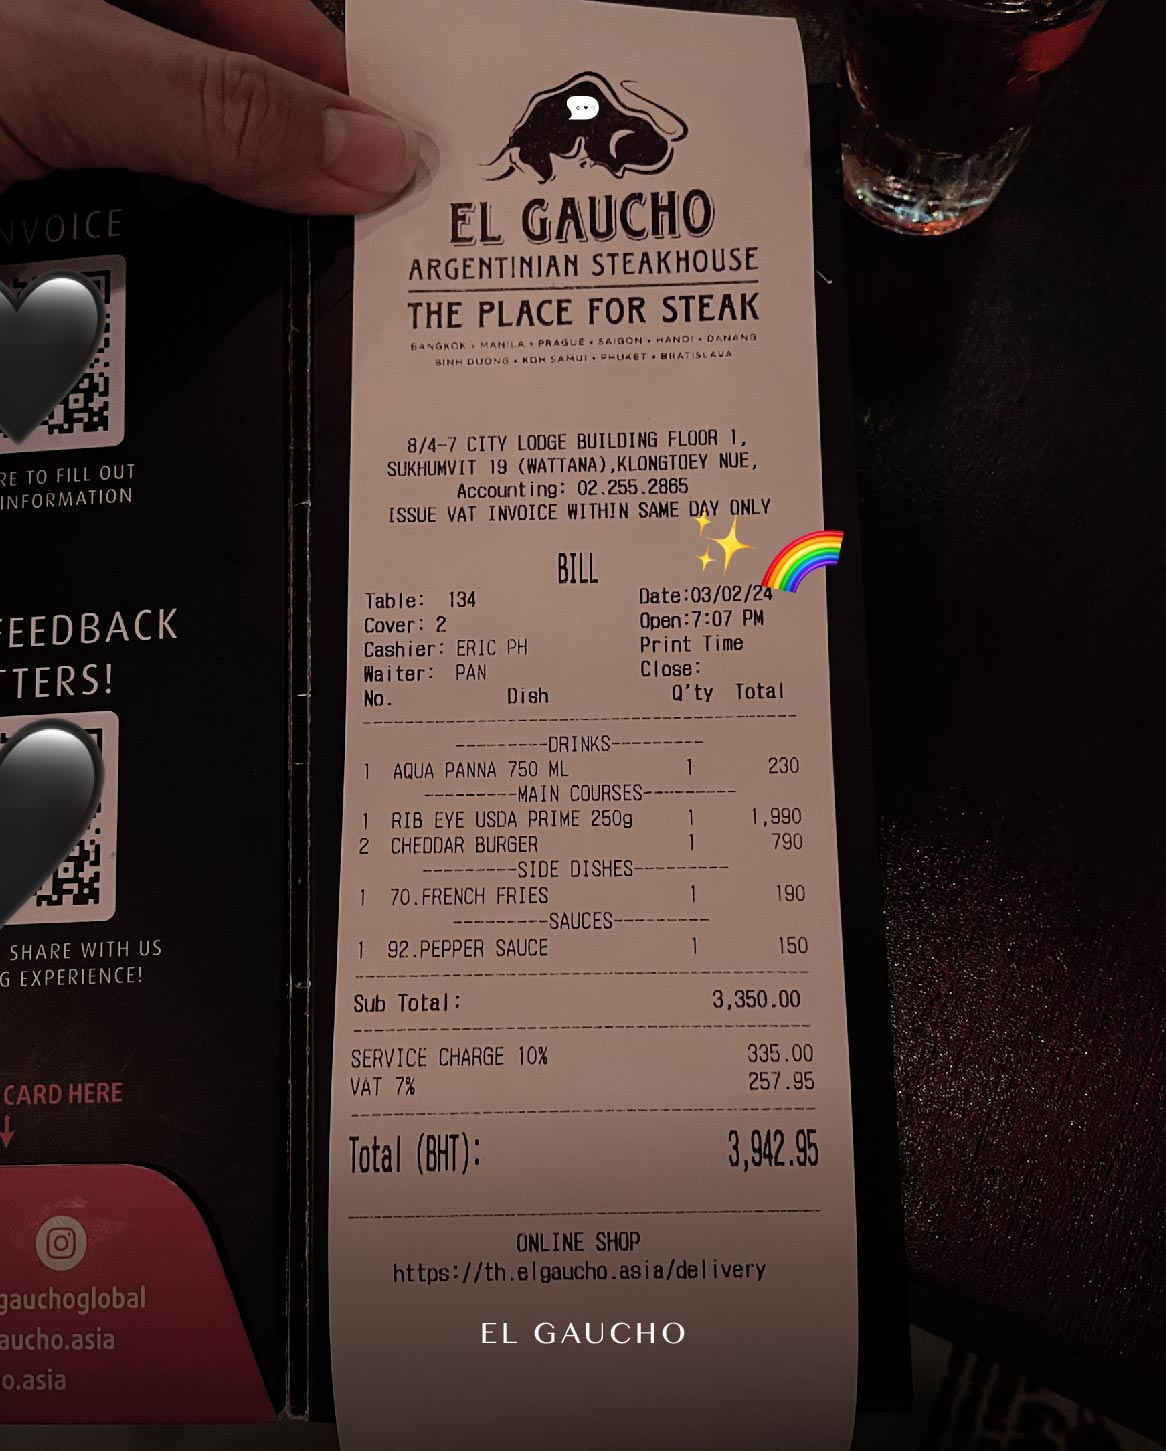 EL GAUCHO
ARGENTINIAN STEAKHOUSE
THE PLACE FOR STEAK
BANGKOK • MANILA • PRAGUE • SAIGON • HANOI • DANANG
BINH DUONG • KOH SAMUI • PHUKET • BRATISLAVA
8/4-7 CITY LODGE BUILDING FLOOR 1,
SUKHUMVIT 19 (WATTANA),KLONGTOEY NUE,
Accounting: 02.255.2865
ISSUE VAT INVOICE WITHIN SAME DAY ONLY
BILL
Table: 134 Date:03/02/24
Cover: 2 Open:7:07 PM
Cashier: ERIC PH Print Time
Waiter: PAN Close:
No. Dish Q'ty Total
---------DRINKS---------
1 AQUA PANNA 750 ML 1 230
---------MAIN COURSES---------
1 RIB EYE USDA PRIME 250g 1 1,990
2 CHEDDAR BURGER 1 790
---------SIDE DISHES---------
1 70.FRENCH FRIES 1 190
---------SAUCES---------
1 92.PEPPER SAUCE 1 150
Sub Total: 3,350.00
SERVICE CHARGE 10% 335.00
VAT 7% 257.95
Total (BHT): 3,942.95
ONLINE SHOP
https://th.elgaucho.asia/delivery
EL GAUCHO
NVOICE
RE TO FILL OUT
INFORMATION
FEEDBACK
TTERS!
SHARE WITH US
G EXPERIENCE!
CARD HERE
gauchoglobal
aucho.asia
o.asia